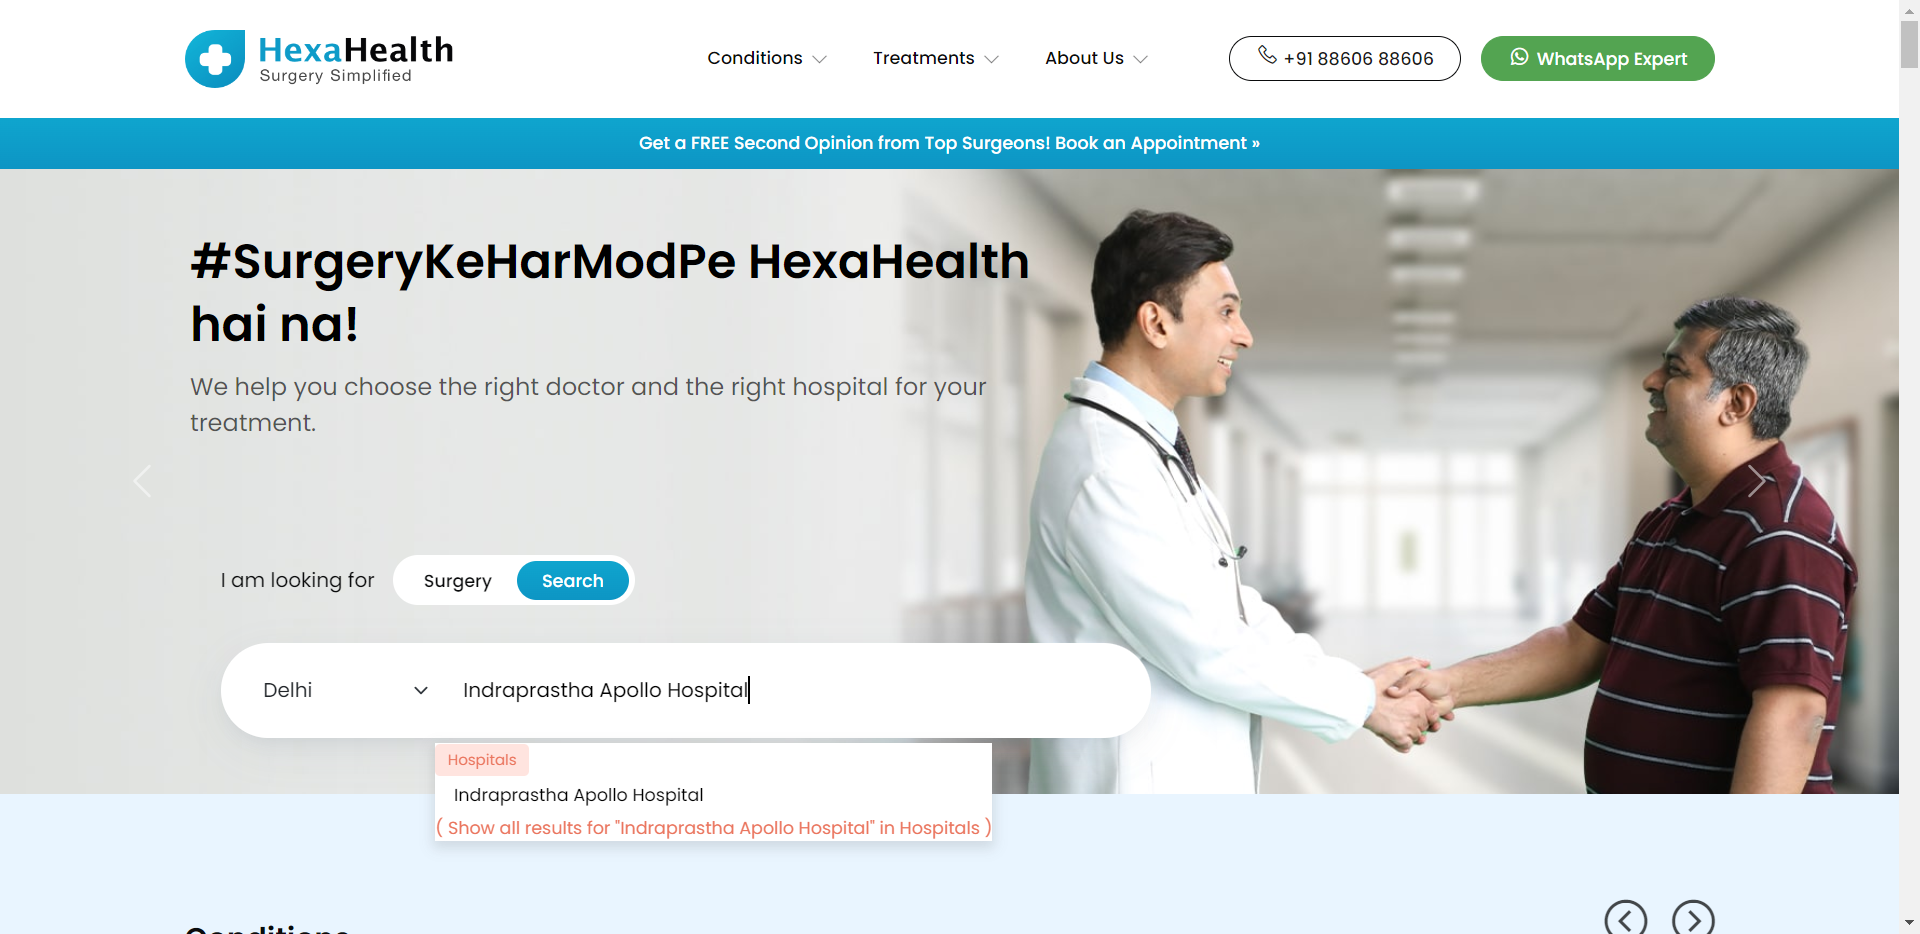 HexaHealth
Surgery Simplified
Conditions
Treatments
About Us
+91 88606 88606
WhatsApp Expert
Get a FREE Second Opinion from Top Surgeons! Book an Appointment »
#SurgeryKeHarModPe HexaHealth
hai na!
We help you choose the right doctor and the right hospital for your
treatment.
I am looking for
Surgery
Search
Delhi
Indraprastha Apollo Hospital
Hospitals
Indraprastha Apollo Hospital
( Show all results for "Indraprastha Apollo Hospital" in Hospitals )
Conditions